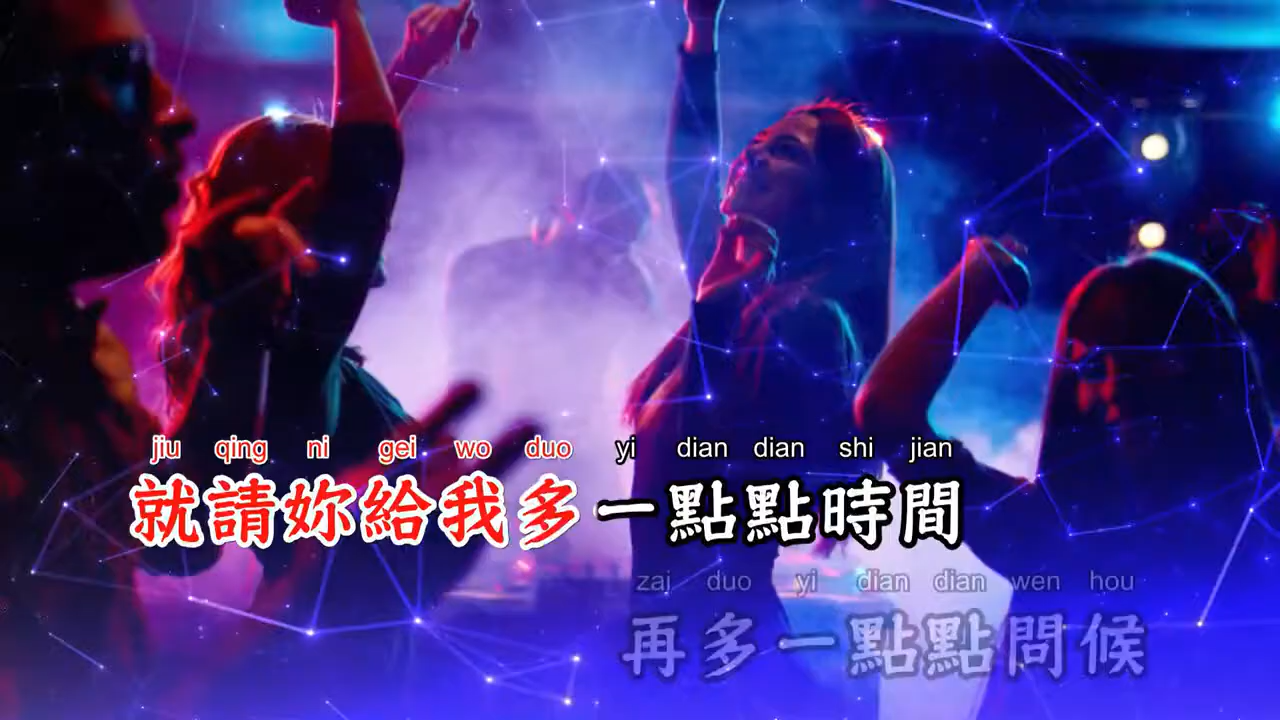 jiu qing ni gei wo duo yi dian dian shi jian
就請妳給我多一點點時間
zai duo yi dian dian wen hou
再多一點點問候